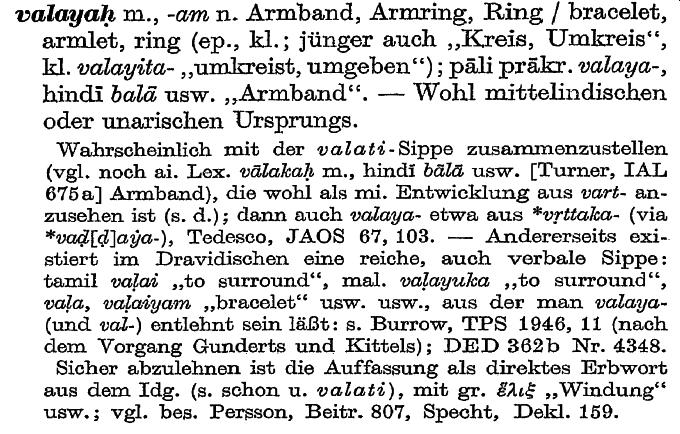 valayaḥ m., -am n. Armband, Armring, Ring / bracelet,
armlet, ring (ep., kl.; jünger auch „Kreis, Umkreis“,
kl. valayita- „umkreist, umgeben“); pāli prākr. valaya-,
hindī balā usw. „Armband“. — Wohl mittelindischen
oder unarischen Ursprungs.
Wahrscheinlich mit der valati-Sippe zusammenzustellen
(vgl. noch ai. Lex. vālakaḥ m., hindī bālā usw. [Turner, IAL
675a] Armband), die wohl als mi. Entwicklung aus vart- an-
zusehen ist (s. d.); dann auch valaya- etwa aus *vṛttaka- (via
*vaḍ[ḍ]aẏa-), Tedesco, JAOS 67, 103. — Andererseits exi-
stiert im Dravidischen eine reiche, auch verbale Sippe:
tamil vaḷai „to surround“, mal. vaḷayuka „to surround“,
vaḷa, vaḷaiyam „bracelet“ usw. usw., aus der man valaya-
(und val-) entlehnt sein läßt: s. Burrow, TPS 1946, 11 (nach
dem Vorgang Gunderts und Kittels); DED 362b Nr. 4348.
Sicher abzulehnen ist die Auffassung als direktes Erbwort
aus dem Idg. (s. schon u. valati), mit gr. ἕλιξ „Windung“
usw.; vgl. bes. Persson, Beitr. 807, Specht, Dekl. 159.